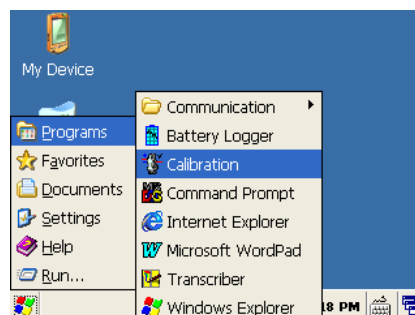 My Device
Programs
Favorites
Documents
Settings
Help
Run...
Communication
Battery Logger
Calibration
Command Prompt
Internet Explorer
Microsoft WordPad
Transcriber
Windows Explorer
18 PM